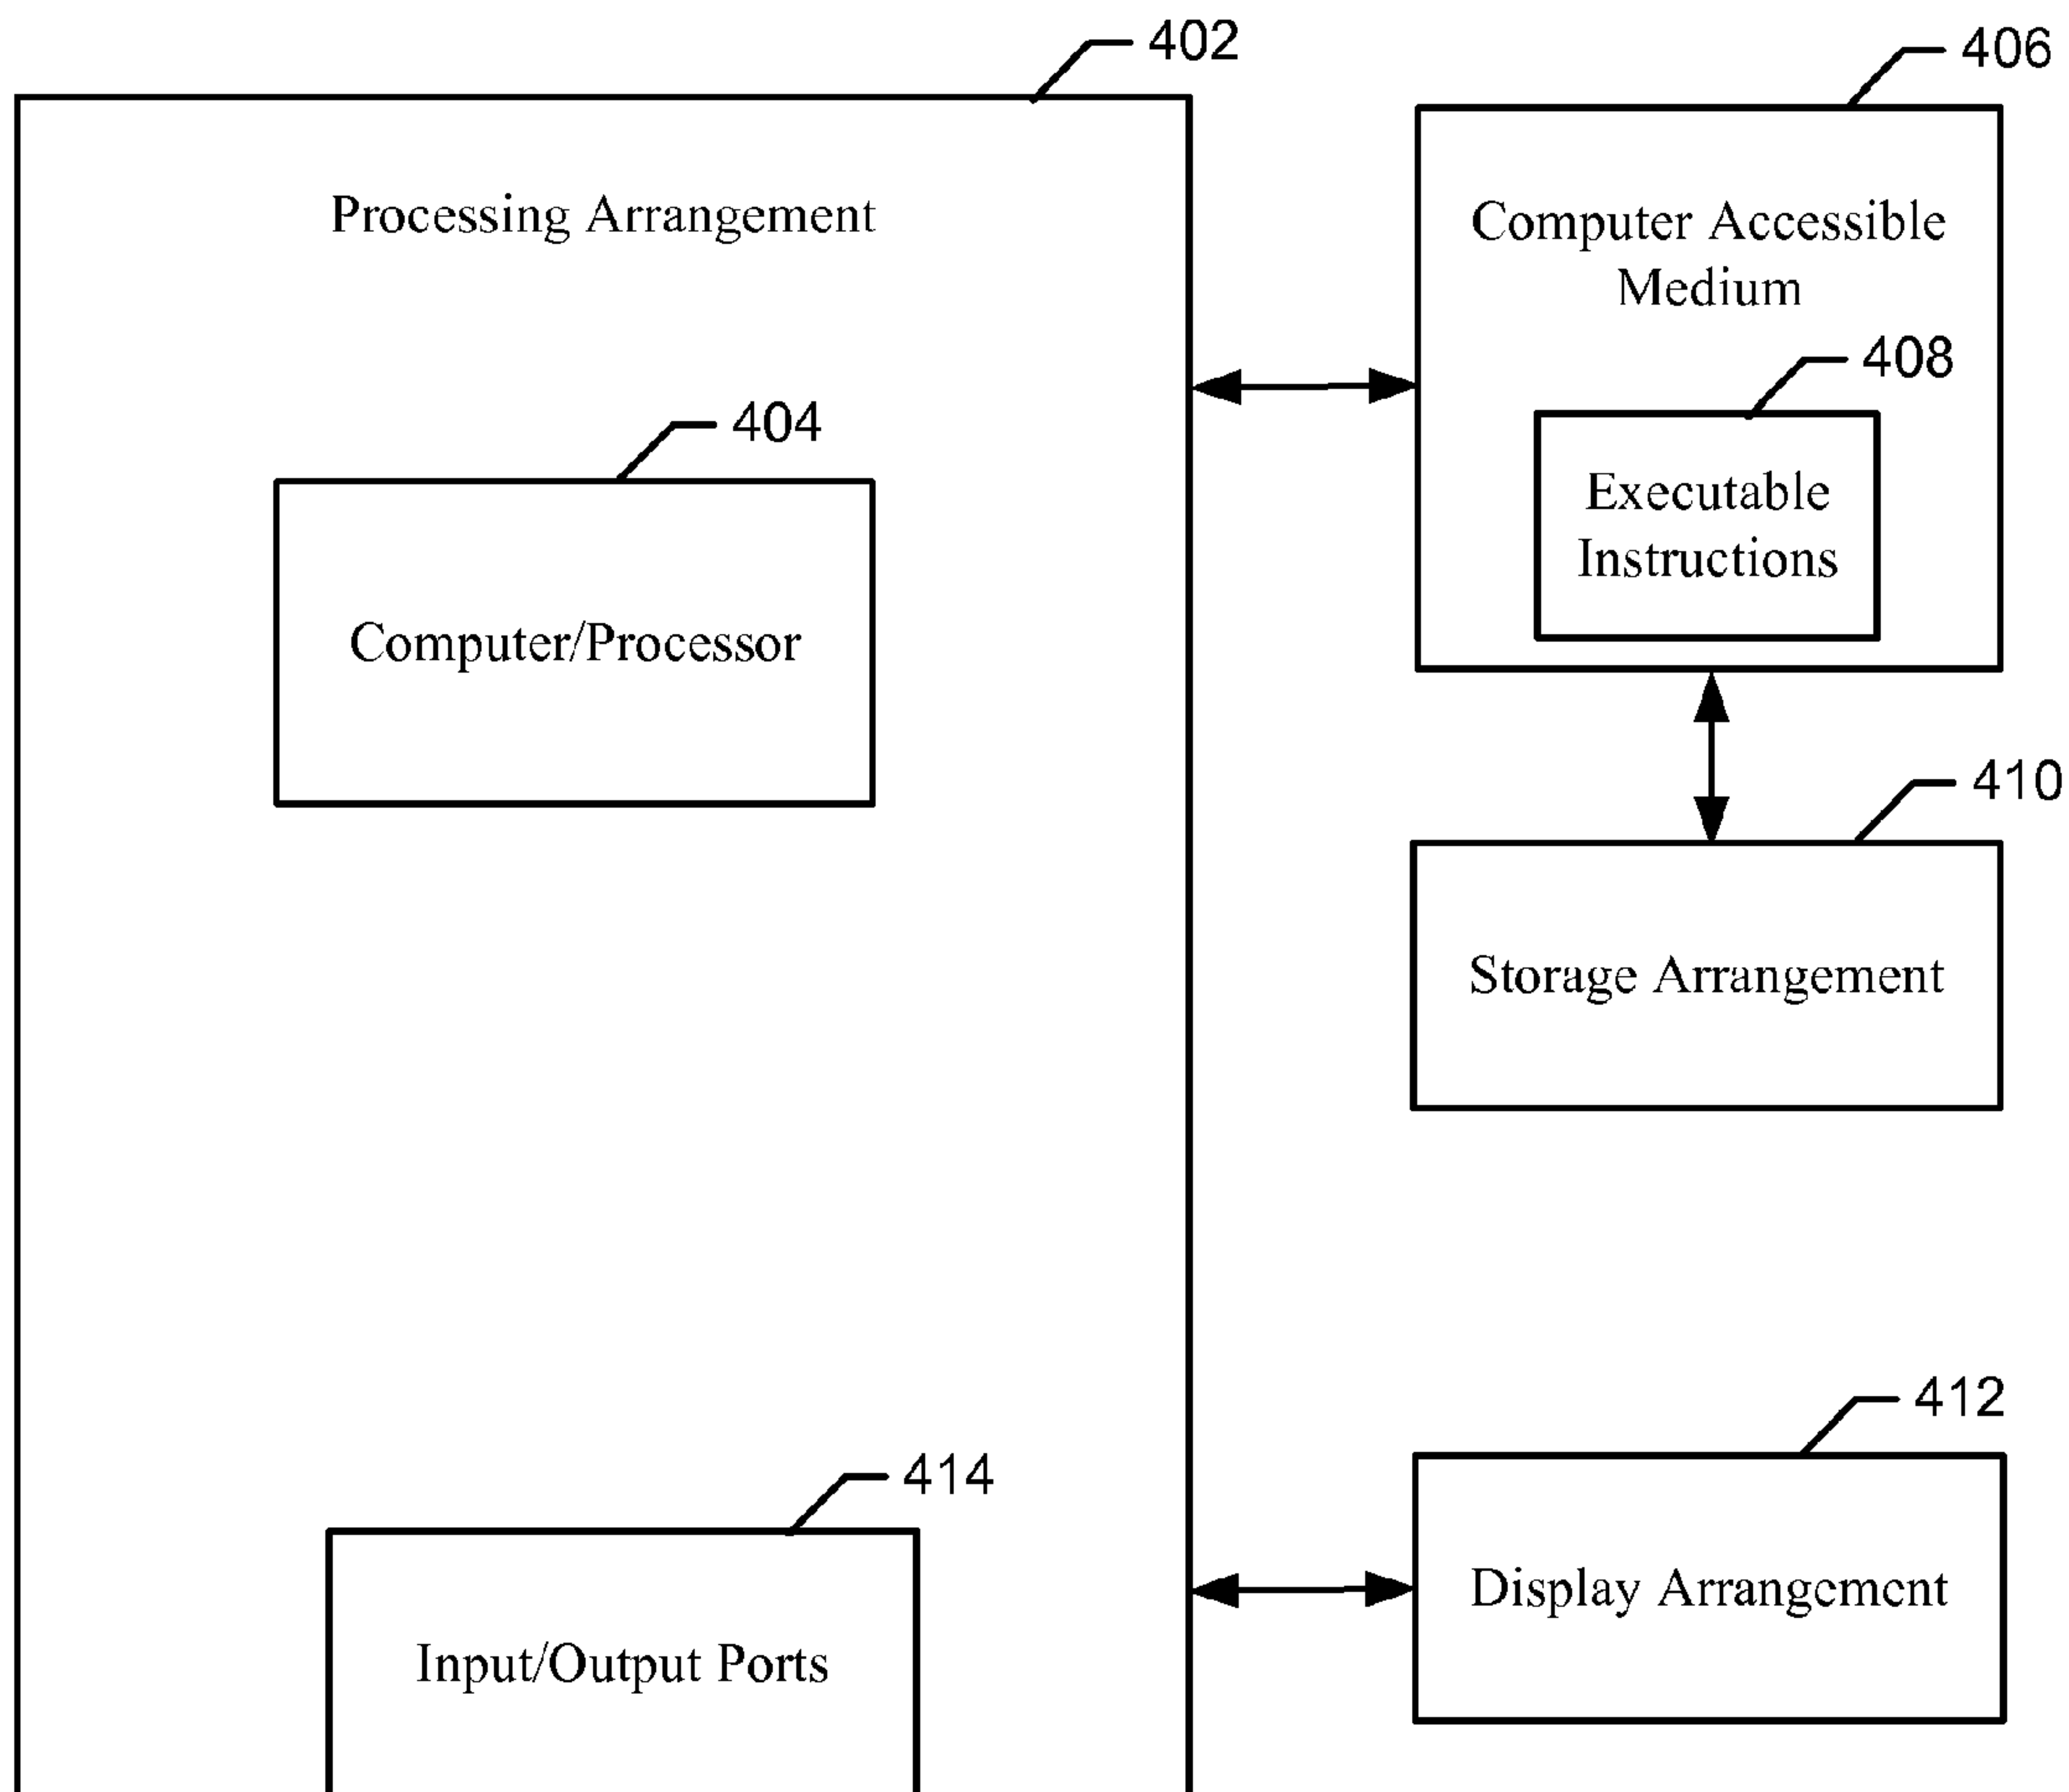 402
406
Processing Arrangement
Computer Accessible
Medium
408
404
Executable
Instructions
Computer/Processor
410
Storage Arrangement
412
414
Display Arrangement
Input/Output Ports